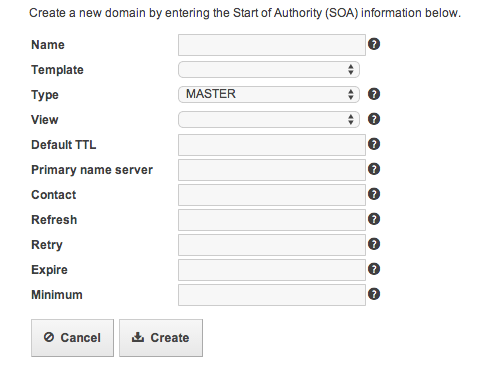 Create a new domain by entering the Start of Authority (SOA) information below.
Name ?
Template
Type MASTER ?
View ?
Default TTL ?
Primary name server ?
Contact ?
Refresh ?
Retry ?
Expire ?
Minimum ?
Cancel Create